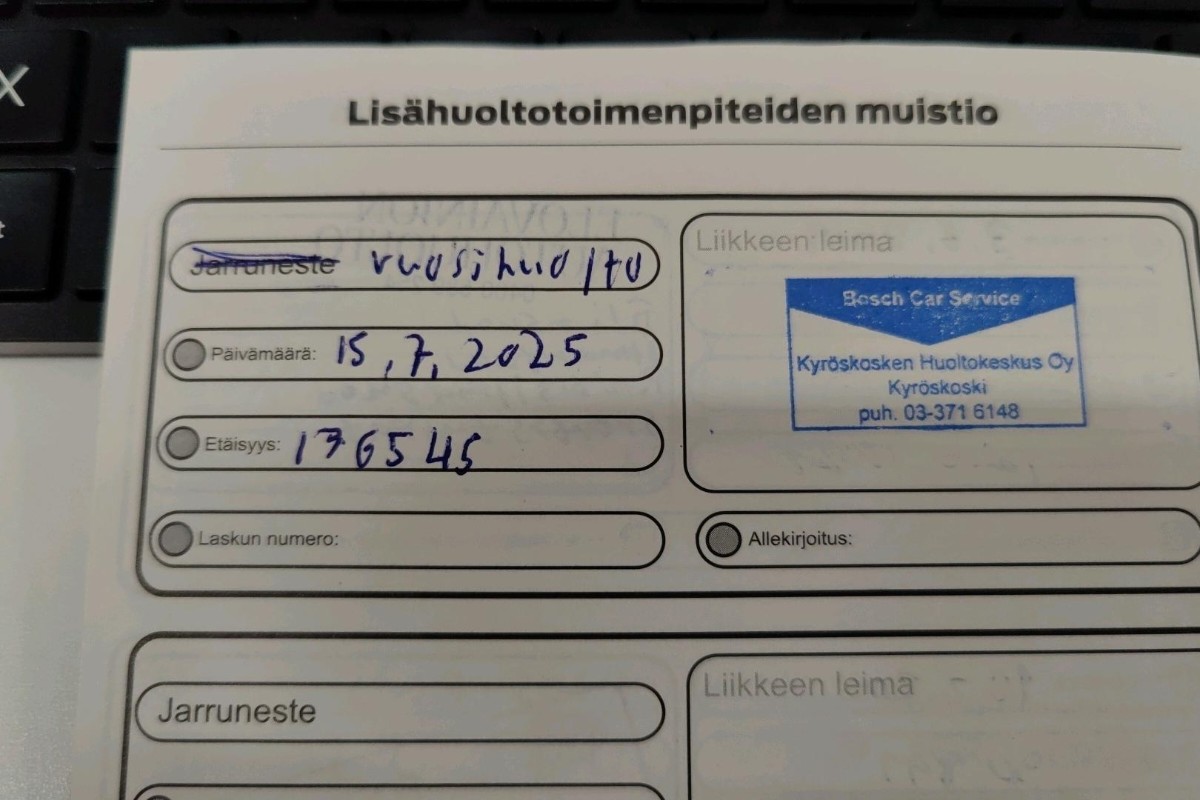 X
Lisähuoltotoimenpiteiden muistio
Jarruneste vuosihuolto
Päivämäärä: 15.7.2025
Etäisyys: 176545
Laskun numero:
Liikkeen leima
Bosch Car Service
Kyröskosken Huoltokeskus Oy
Kyröskoski
puh. 03-371 6148
Allekirjoitus:
Jarruneste
Liikkeen leima